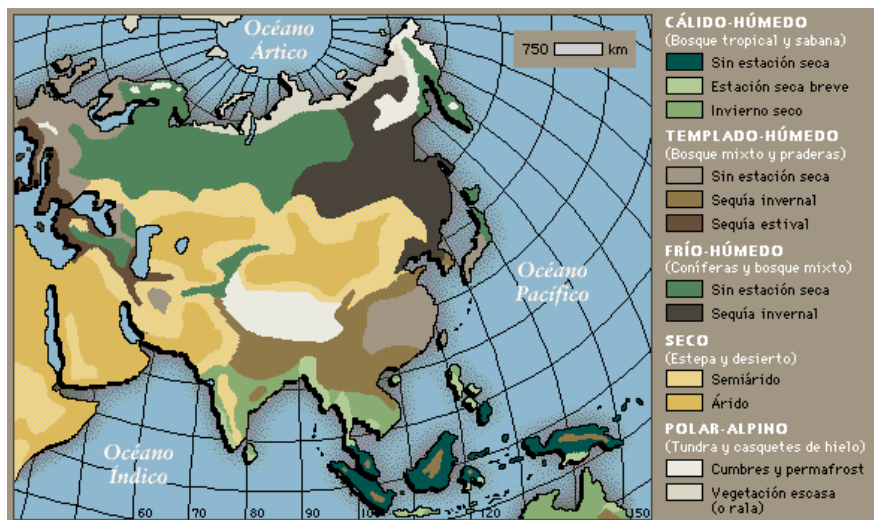 Océano
Ártico
750 km
Océano
Pacífico
Océano
Índico
60 70 80 90 100 120 150
CÁLIDO-HÚMEDO
(Bosque tropical y sabana)
Sin estación seca
Estación seca breve
Invierno seco
TEMPLADO-HÚMEDO
(Bosque mixto y praderas)
Sin estación seca
Sequía invernal
Sequía estival
FRÍO-HÚMEDO
(Coníferas y bosque mixto)
Sin estación seca
Sequía invernal
SECO
(Estepa y desierto)
Semiárido
Árido
POLAR-ALPINO
(Tundra y casquetes de hielo)
Cumbres y permafrost
Vegetación escasa
(o rala)